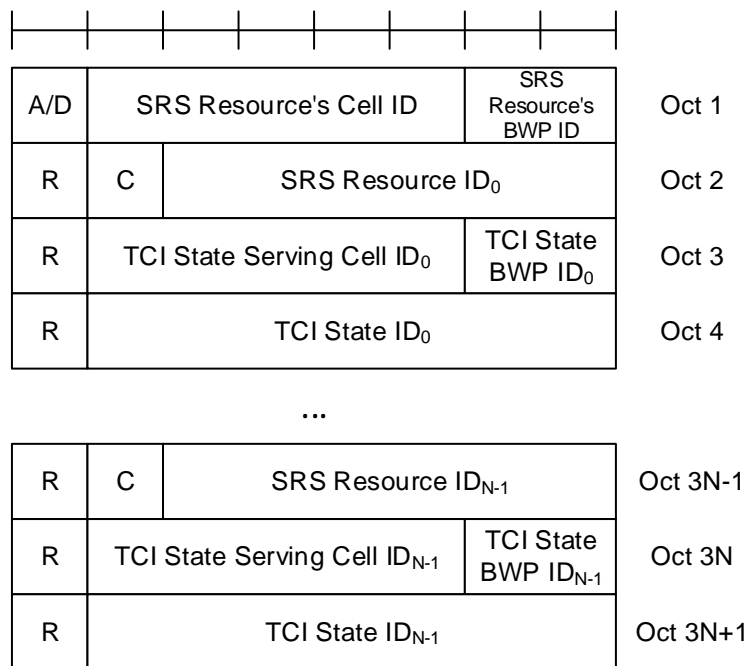 A/D SRS Resource's Cell ID SRS Resource's BWP ID Oct 1
R C SRS Resource ID₀ Oct 2
R TCI State Serving Cell ID₀ TCI State BWP ID₀ Oct 3
R TCI State ID₀ Oct 4
...
R C SRS Resource IDN-1 Oct 3N-1
R TCI State Serving Cell IDN-1 TCI State BWP IDN-1 Oct 3N
R TCI State IDN-1 Oct 3N+1